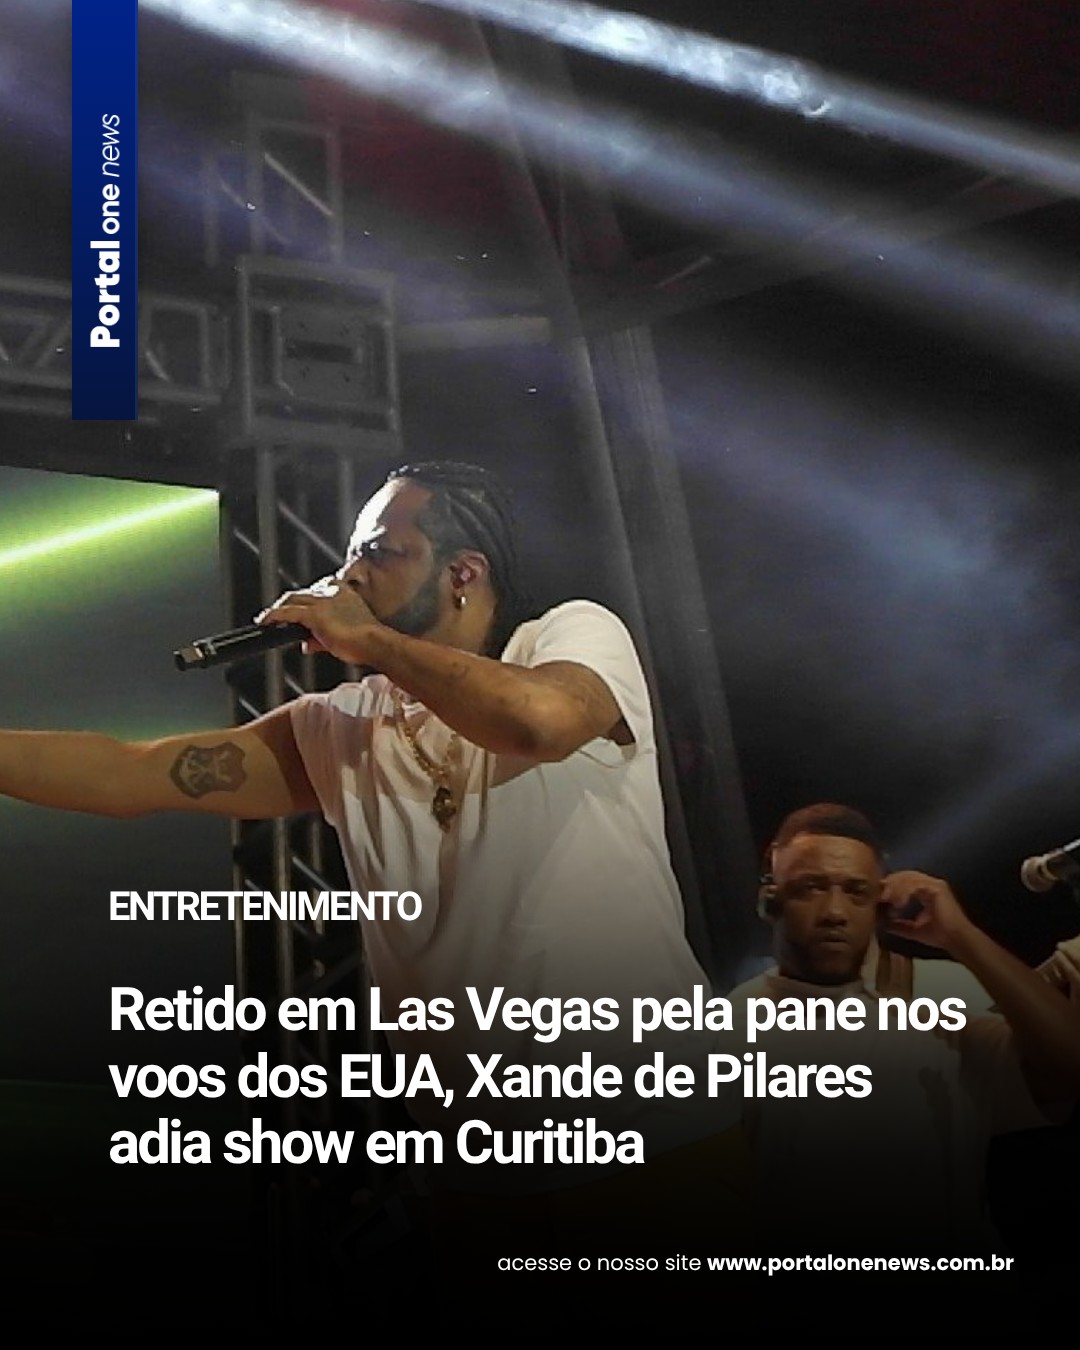 Portal one news
ENTRETENIMENTO
Retido em Las Vegas pela pane nos
voos dos EUA, Xande de Pilares
adia show em Curitiba
acesse o nosso site www.portalonenews.com.br